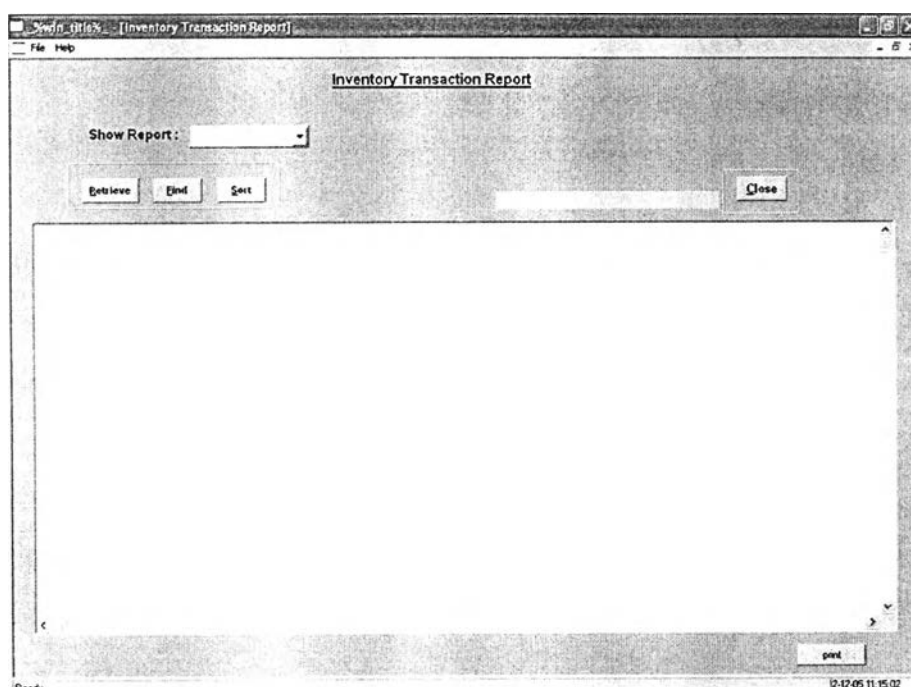 _%win_title%_ - [Inventory Transaction Report]
File Help
Inventory Transaction Report
Show Report :
Retrieve Find Sort
Close
print
Ready 12-12-05 11:15:02